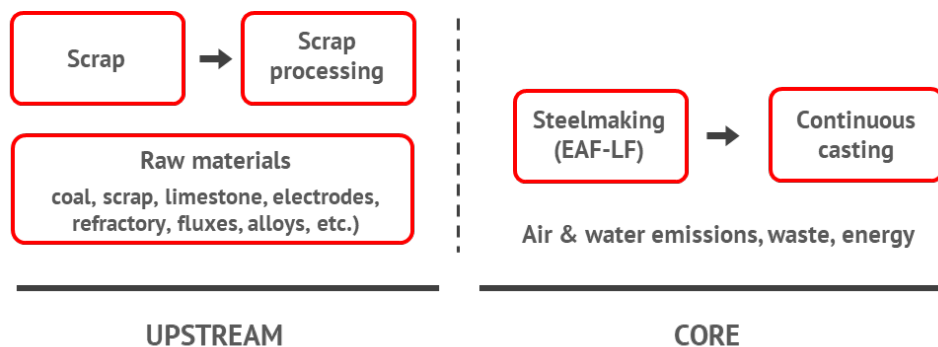 Scrap
Scrap
processing
Raw materials
coal, scrap, limestone, electrodes,
refractory, fluxes, alloys, etc.)
Steelmaking
(EAF-LF)
Continuous
casting
Air & water emissions, waste, energy
UPSTREAM
CORE